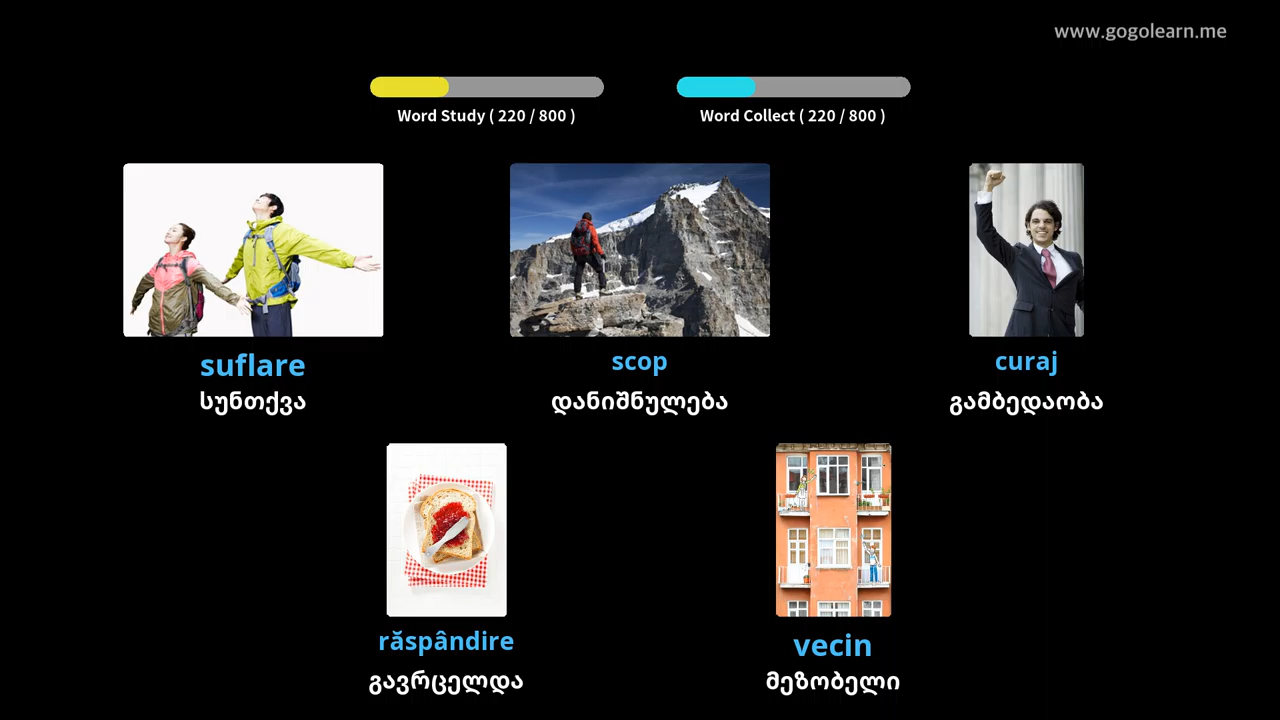 www.gogolearn.me
Word Study ( 220 / 800 )
Word Collect ( 220 / 800 )
suflare
scop
curaj
სუნთქვა
დანიშნულება
გამბედაობა
răspândire
vecin
გავრცელდა
მეზობელი